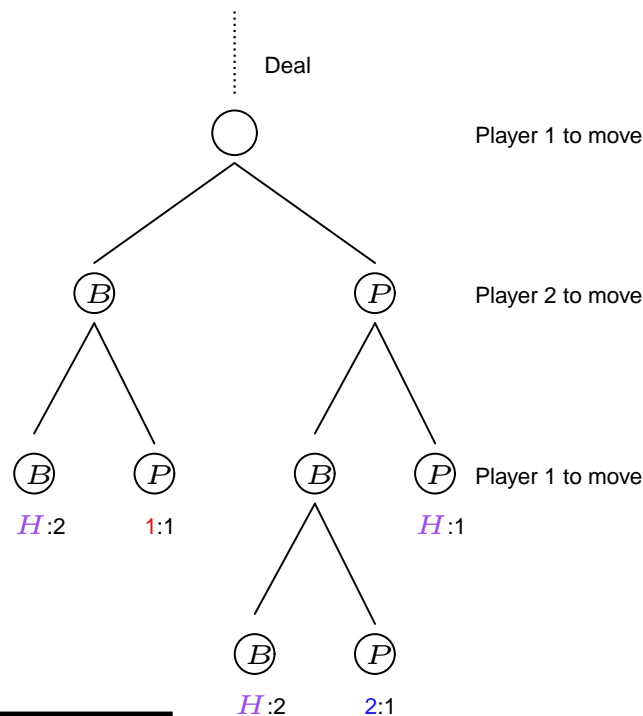 Deal
Player 1 to move
B P Player 2 to move
B P B P Player 1 to move
H:2 1:1 H:1
B P
H:2 2:1